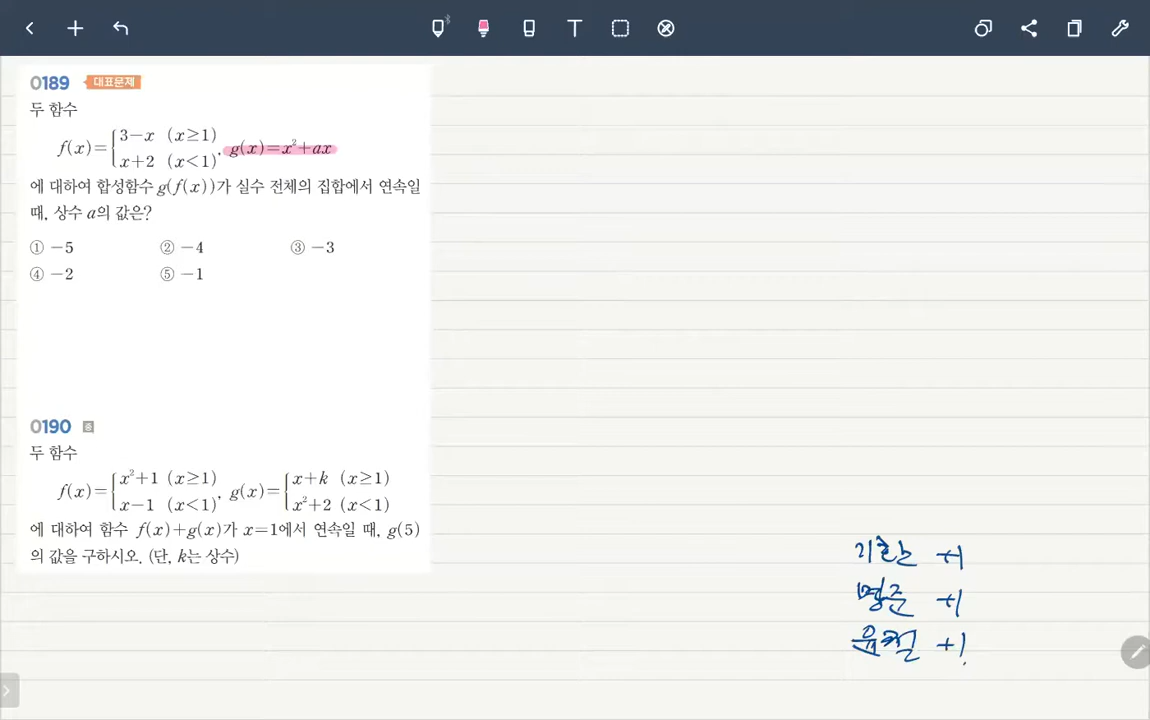 0189 대표문제
두 함수
f(x)={3-x (x≥1), x+2 (x<1), g(x)=x²+ax
에 대하여 합성함수 g(f(x))가 실수 전체의 집합에서 연속일
때, 상수 a의 값은?
① -5 ② -4 ③ -3
④ -2 ⑤ -1
0190 중
두 함수
f(x)={x²+1 (x≥1), x-1 (x<1), g(x)={x+k (x≥1), x²+2 (x<1)
에 대하여 함수 f(x)+g(x)가 x=1에서 연속일 때, g(5)
의 값을 구하시오. (단, k는 상수)
+1
명준 +1
+1